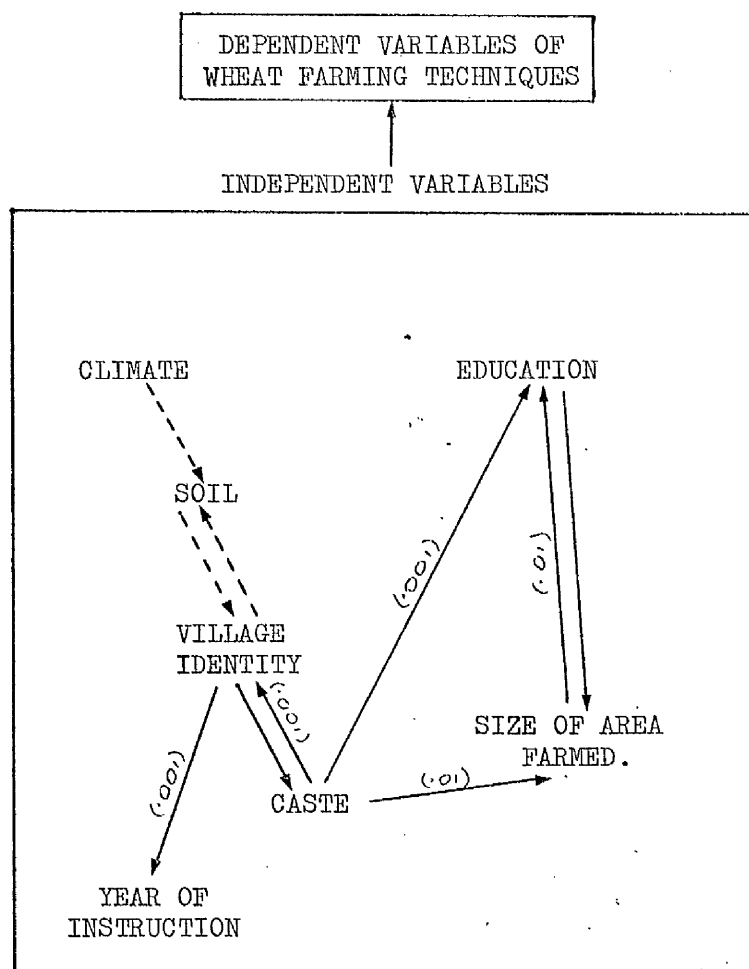 DEPENDENT VARIABLES OF
WHEAT FARMING TECHNIQUES
INDEPENDENT VARIABLES
CLIMATE
EDUCATION
SOIL
(.001)
(.01)
VILLAGE
IDENTITY
(.0001)
SIZE OF AREA
FARMED.
(.001)
(.01)
CASTE
YEAR OF
INSTRUCTION